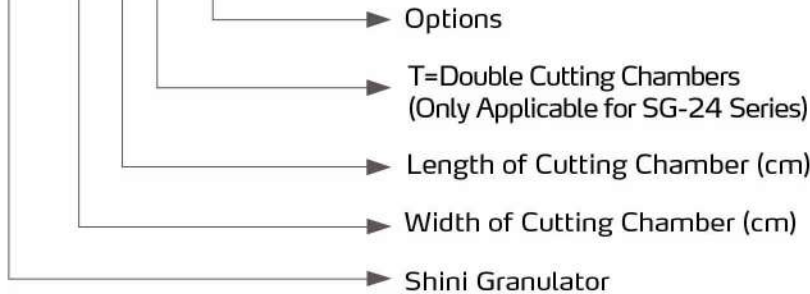 Options
T=Double Cutting Chambers
(Only Applicable for SG-24 Series)
Length of Cutting Chamber (cm)
Width of Cutting Chamber (cm)
Shini Granulator